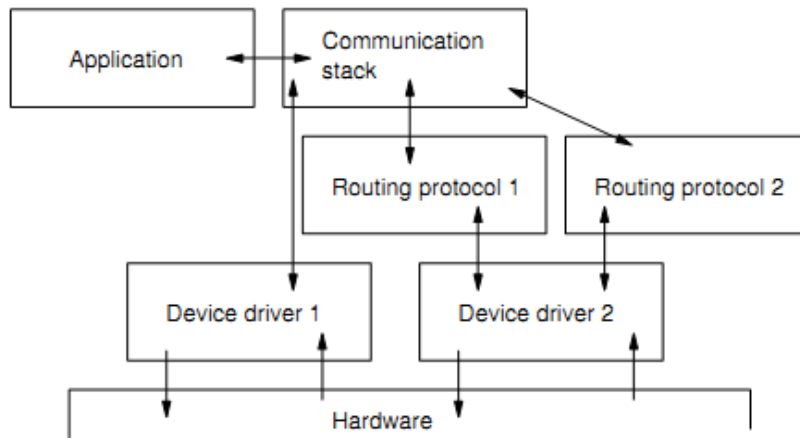 Application
Communication
stack
Routing protocol 1
Routing protocol 2
Device driver 1
Device driver 2
Hardware